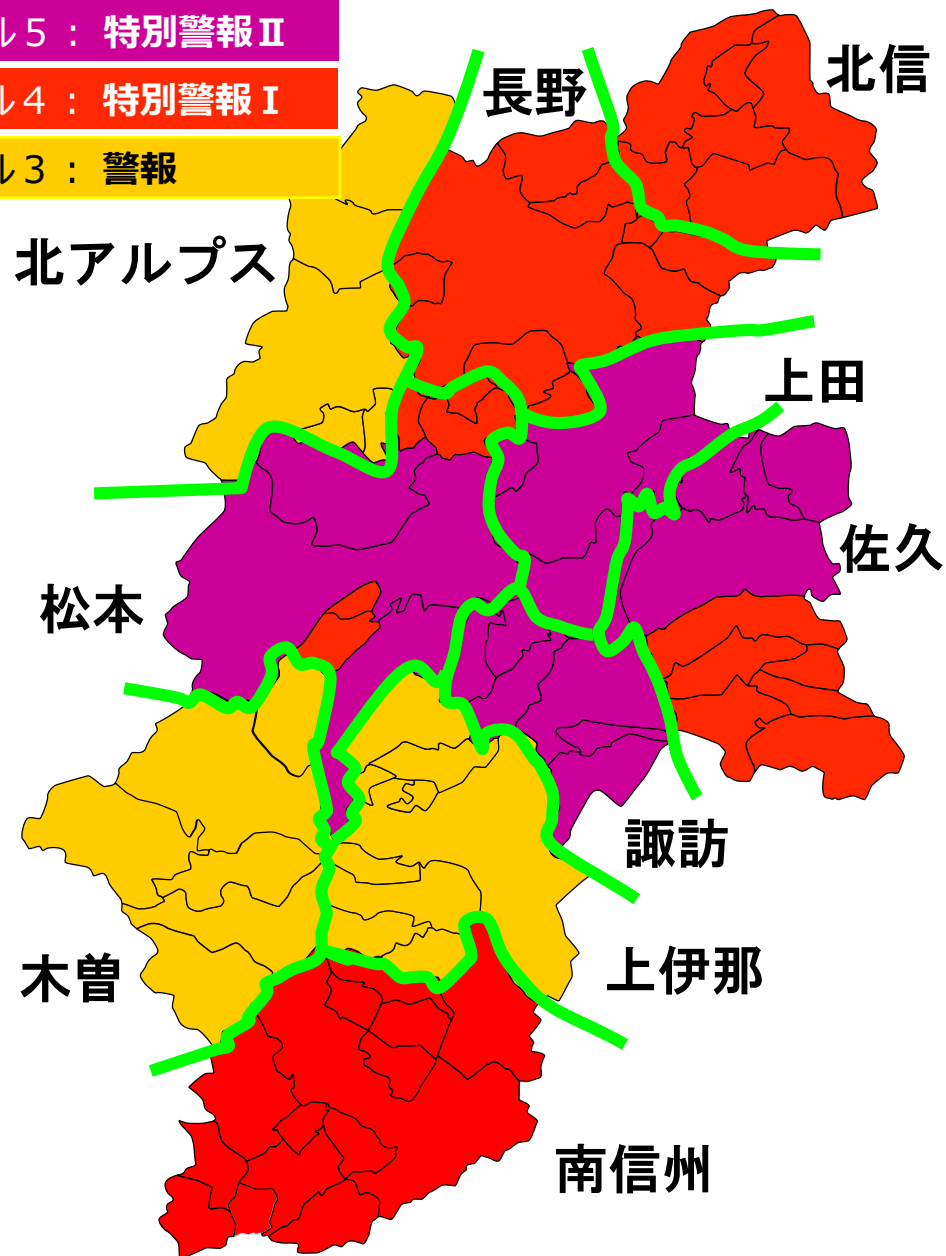 ル５： 特別警報Ⅱ
ル４： 特別警報Ⅰ
ル３： 警報
長野
北信
北アルプス
上田
佐久
松本
諏訪
木曽
上伊那
南信州